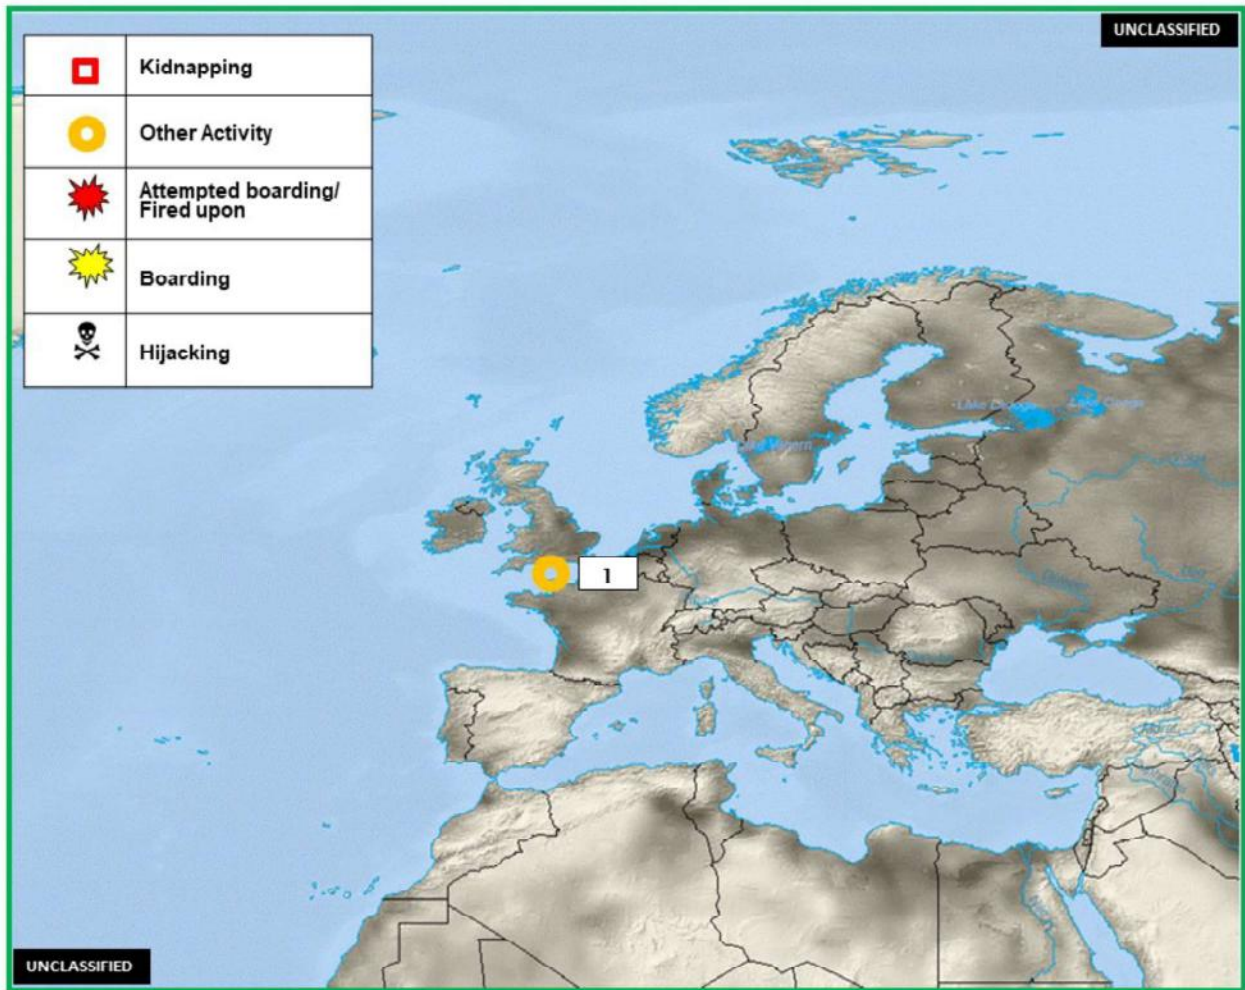 UNCLASSIFIED
Kidnapping
Other Activity
Attempted boarding/
Fired upon
Boarding
Hijacking
1
UNCLASSIFIED